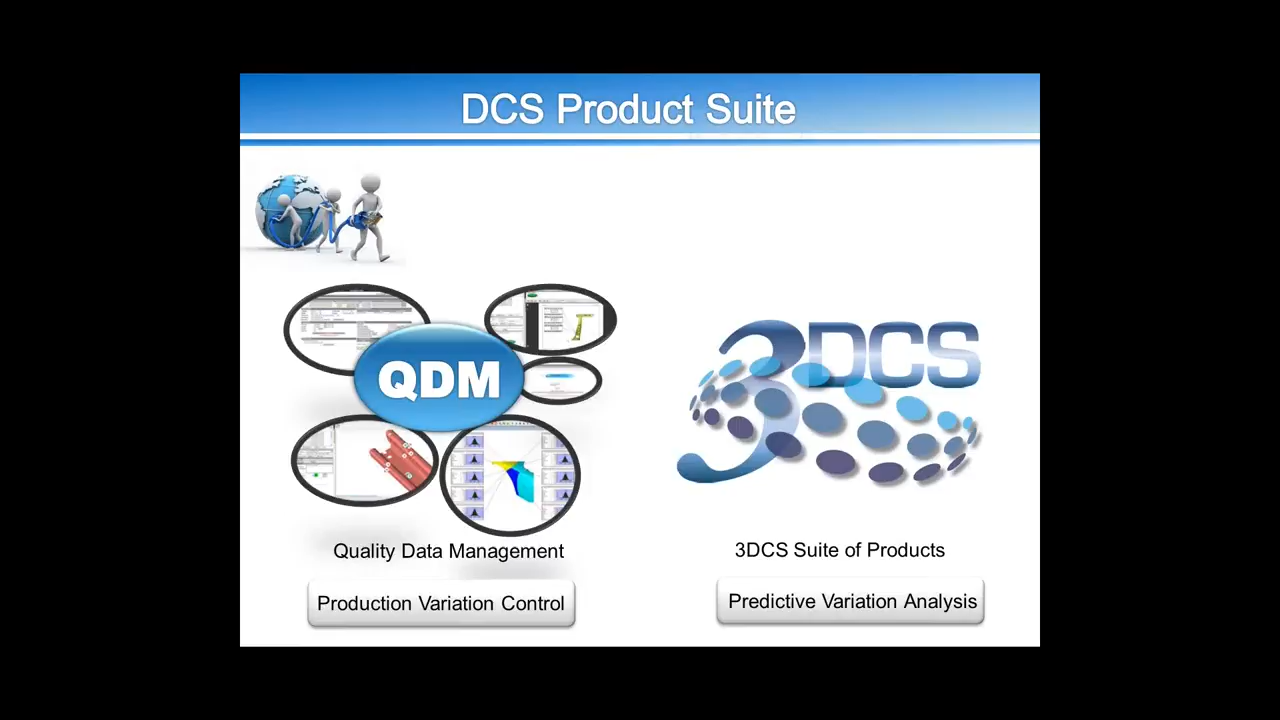 DCS Product Suite
QDM
3DCS
Quality Data Management
3DCS Suite of Products
Production Variation Control
Predictive Variation Analysis